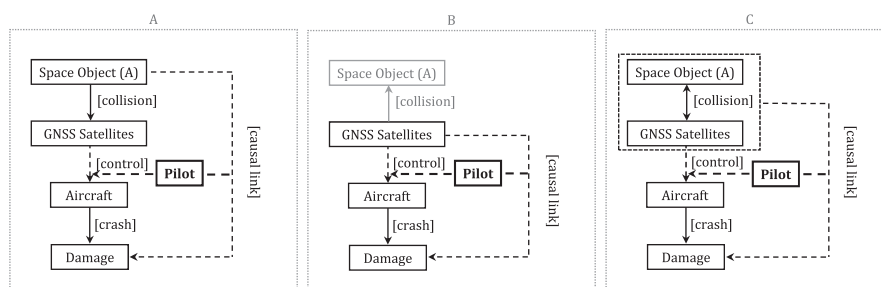 A
Space Object (A)
[collision]
GNSS Satellites
[control]
Pilot
Aircraft
[crash]
Damage
[causal link]
B
Space Object (A)
[collision]
GNSS Satellites
[control]
Pilot
Aircraft
[crash]
Damage
[causal link]
C
Space Object (A)
[collision]
GNSS Satellites
[control]
Pilot
Aircraft
[crash]
Damage
[causal link]